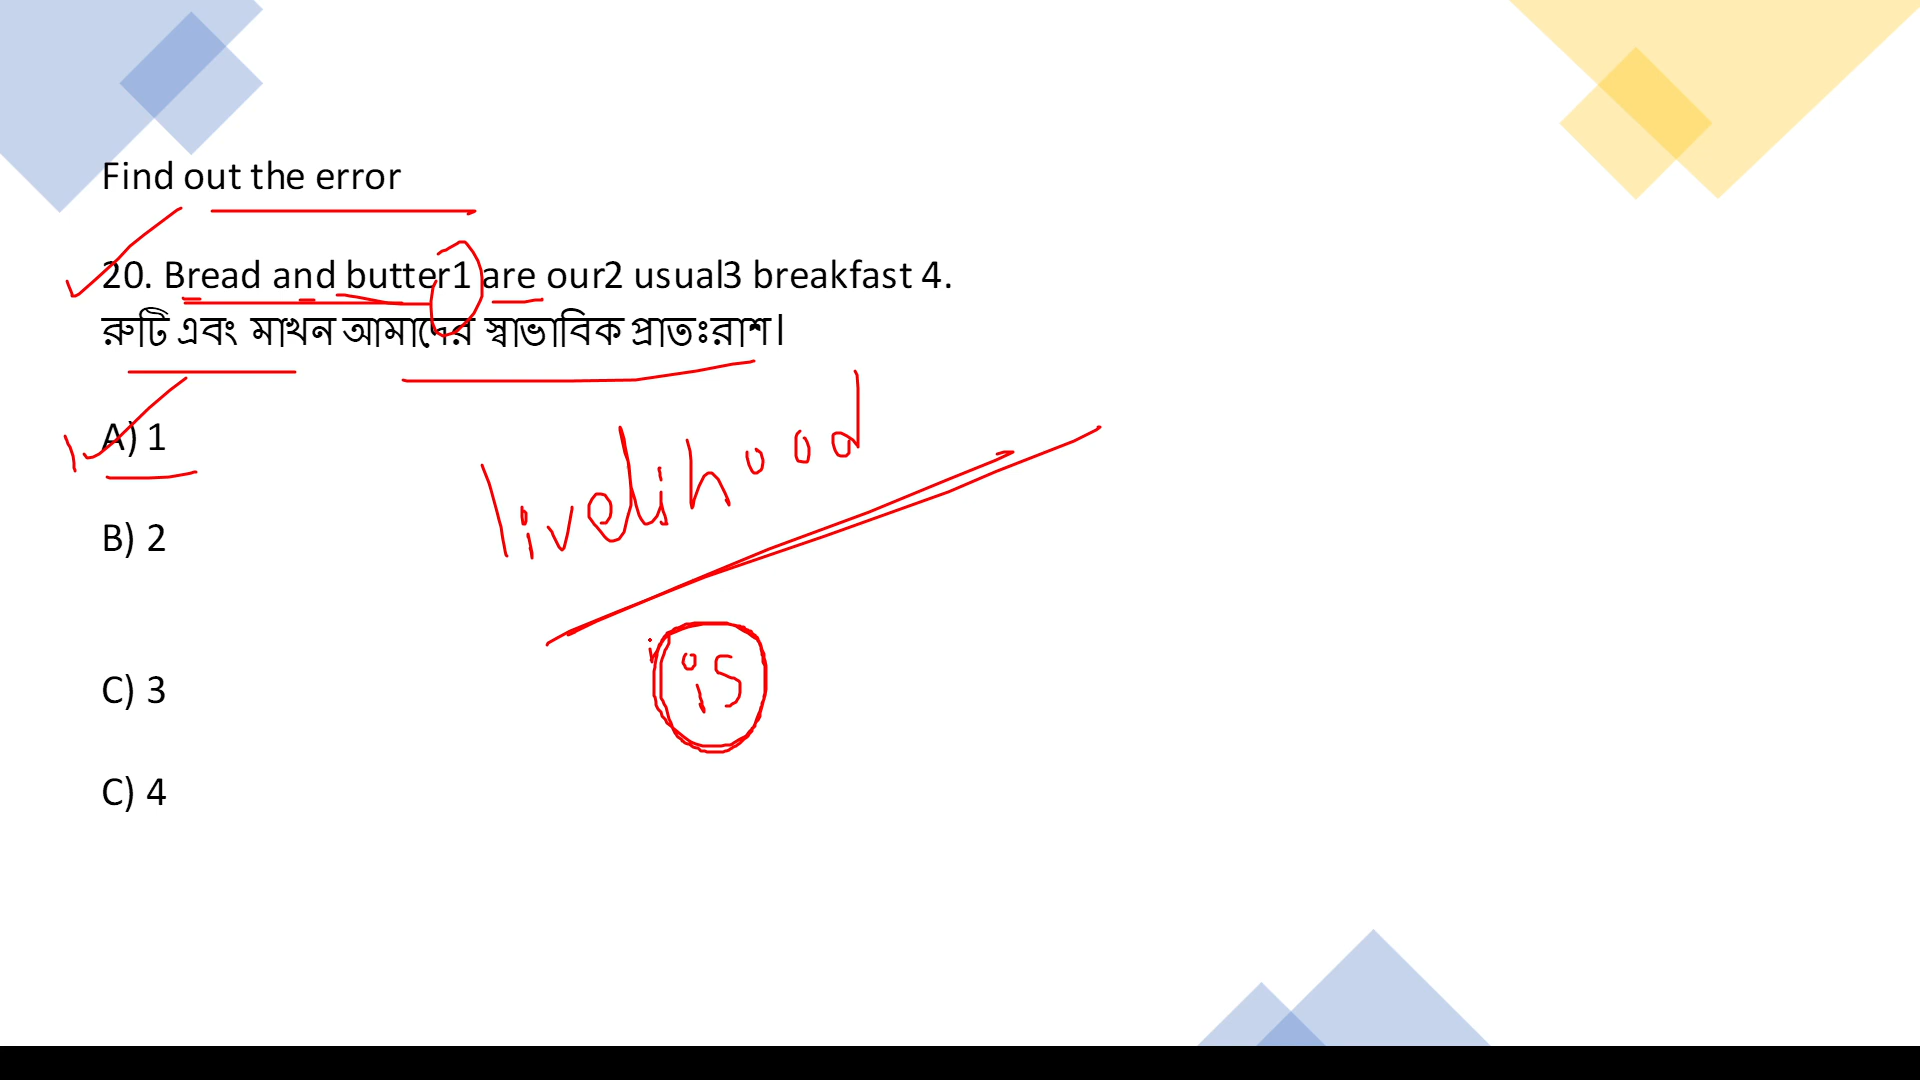 Find out the error
20. Bread and butter1 are our2 usual3 breakfast 4.
রুটি এবং মাখন আমাদের স্বাভাবিক প্রাতঃরাশ।
A) 1
livelihood
B) 2
is
C) 3
C) 4